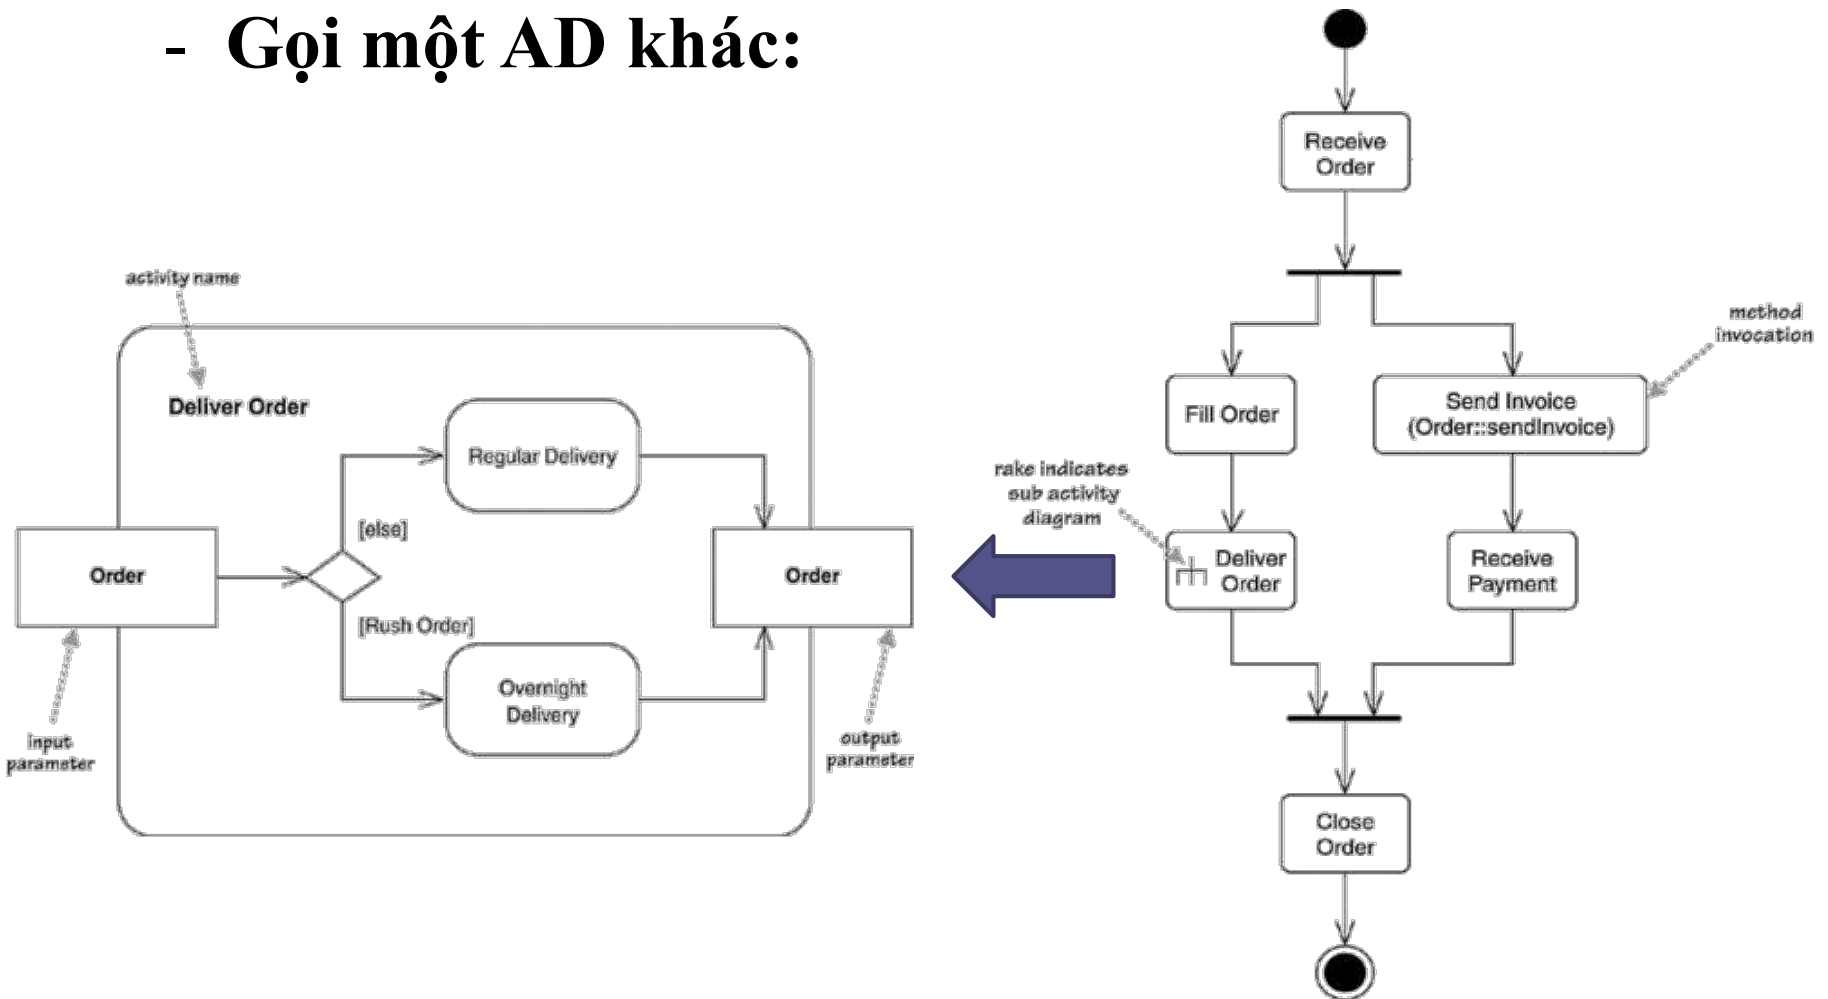 - Gọi một AD khác:
activity name
Deliver Order
Regular Delivery
[else]
Order
Order
[Rush Order]
Overnight
Delivery
input
parameter
output
parameter
Receive
Order
method
invocation
Fill Order
Send Invoice
(Order::sendInvoice)
rake indicates
sub activity
diagram
Deliver
Order
Receive
Payment
Close
Order